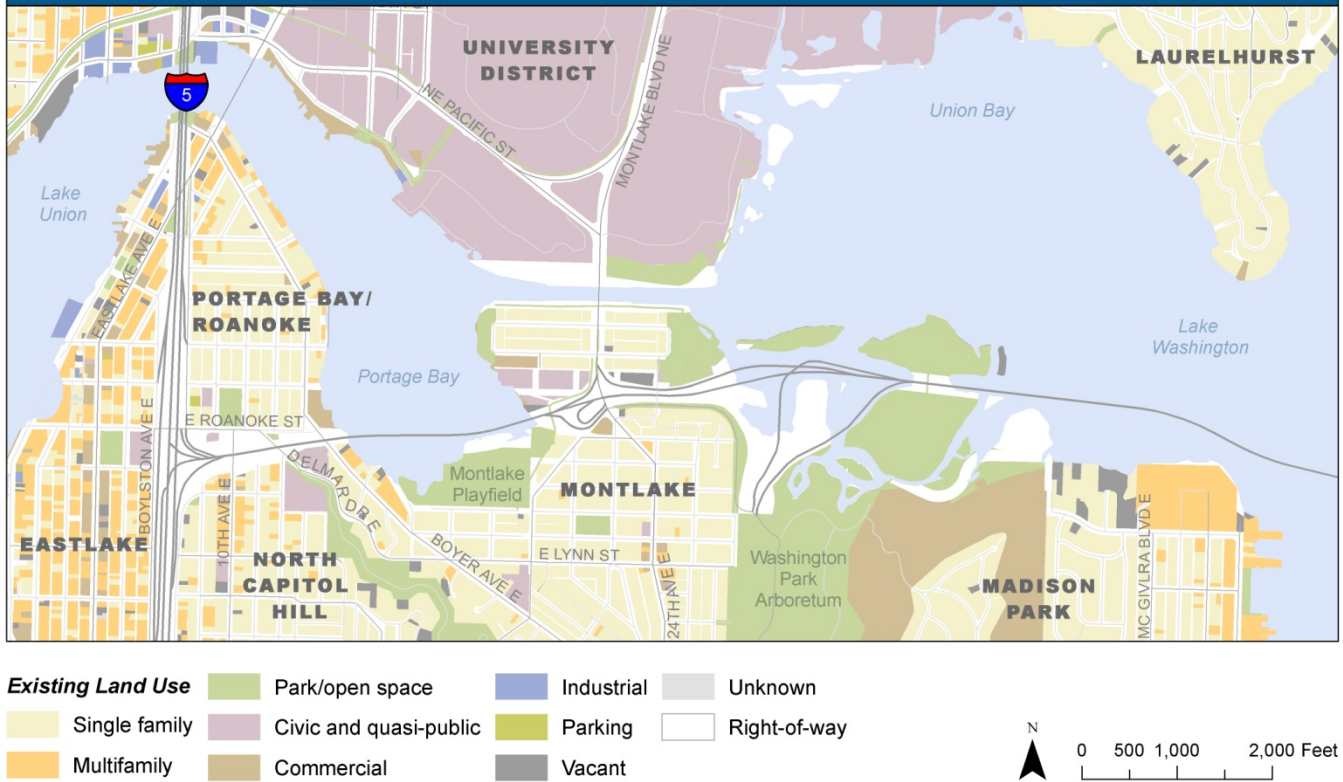 UNIVERSITY
DISTRICT
LAURELHURST
5
NE PACIFIC ST
MONTLAKE BLVD NE
Union Bay
Lake
Union
EASTLAKE AVE E
PORTAGE BAY/
ROANOKE
Lake
Washington
Portage Bay
E ROANOKE ST
BOYLSTON AVE E
DELMAR DR E
Montlake
Playfield
MONTLAKE
EASTLAKE
10TH AVE E
NORTH
CAPITOL
HILL
BOYER AVE E
E LYNN ST
24TH AVE E
Washington
Park
Arboretum
MADISON
PARK
MC GIVLRA BLVD E
Existing Land Use
Single family
Multifamily
Park/open space
Civic and quasi-public
Commercial
Industrial
Parking
Vacant
Unknown
Right-of-way
N
0 500 1,000 2,000 Feet